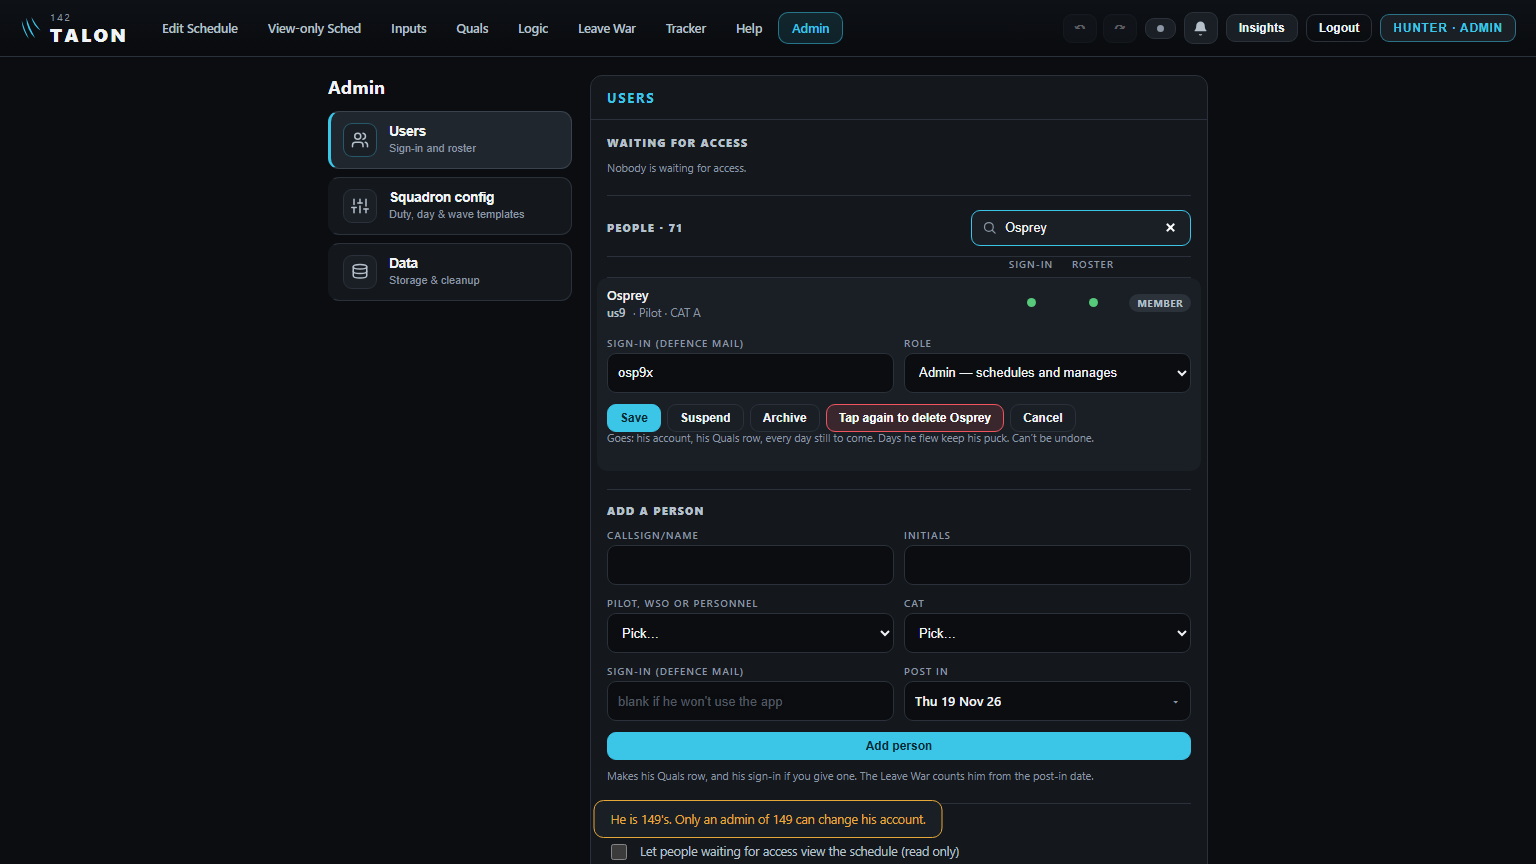 142
TALON
Edit Schedule
View-only Sched
Inputs
Quals
Logic
Leave War
Tracker
Help
Admin
Insights
Logout
HUNTER · ADMIN
Admin
Users
Sign-in and roster
Squadron config
Duty, day & wave templates
Data
Storage & cleanup
USERS
WAITING FOR ACCESS
Nobody is waiting for access.
PEOPLE · 71
Osprey
SIGN-IN
ROSTER
Osprey
us9 · Pilot · CAT A
MEMBER
SIGN-IN (DEFENCE MAIL)
ROLE
osp9x
Admin — schedules and manages
Save
Suspend
Archive
Tap again to delete Osprey
Cancel
Goes: his account, his Quals row, every day still to come. Days he flew keep his puck. Can't be undone.
ADD A PERSON
CALLSIGN/NAME
INITIALS
PILOT, WSO OR PERSONNEL
CAT
Pick…
Pick…
SIGN-IN (DEFENCE MAIL)
POST IN
blank if he won't use the app
Thu 19 Nov 26
Add person
Makes his Quals row, and his sign-in if you give one. The Leave War counts him from the post-in date.
He is 149's. Only an admin of 149 can change his account.
Let people waiting for access view the schedule (read only)